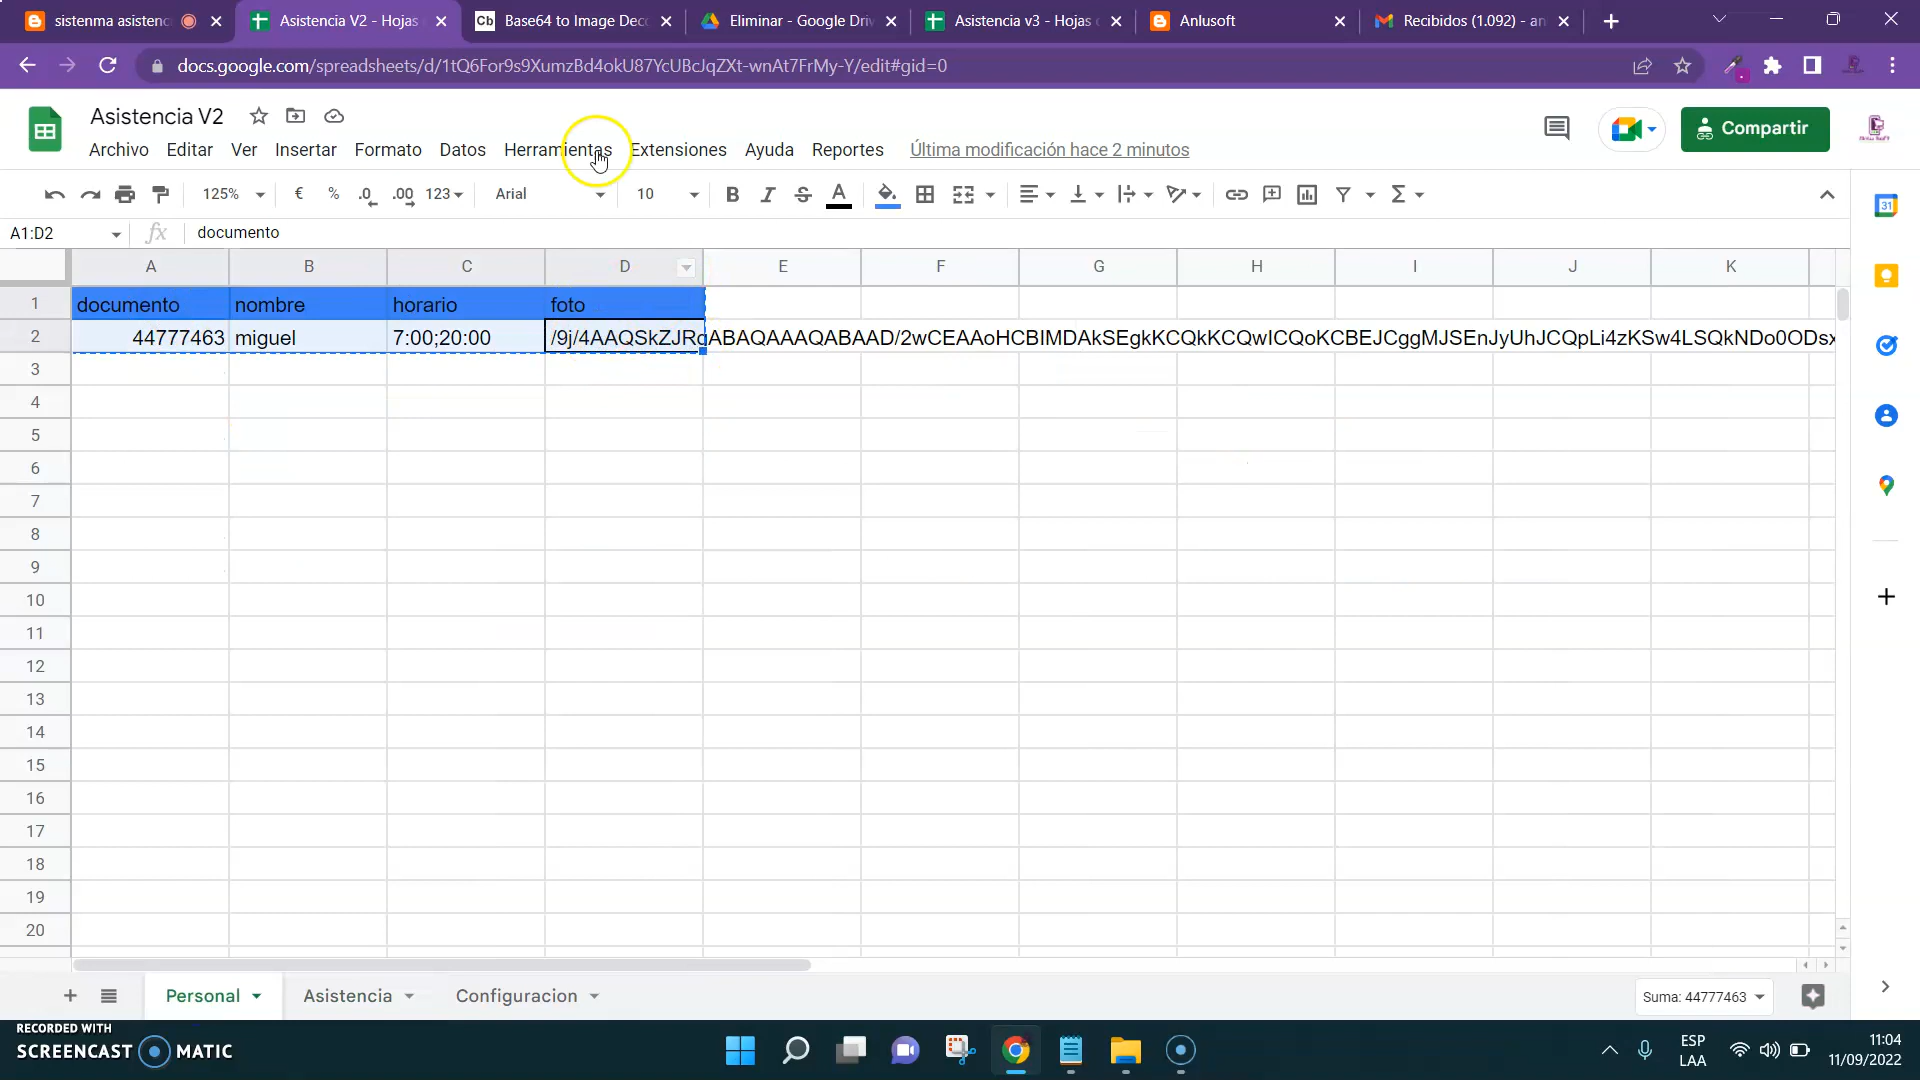 sistenma asistenc
Asistencia V2 - Hojas
Base64 to Image Dec
Eliminar - Google Driv
Asistencia v3 - Hojas
Anlusoft
Recibidos (1.092) - an
docs.google.com/spreadsheets/d/1tQ6For9s9XumzBd4okU87YcUBcJqZXt-wnAt7FrMy-Y/edit#gid=0
Asistencia V2
Compartir
Archivo Editar Ver Insertar Formato Datos Herramientas Extensiones Ayuda Reportes Última modificación hace 2 minutos
125% € % .0 .00 123 Arial 10 B I S A
A1:D2 fx documento
A B C D E F G H I J K
1 documento nombre horario foto
2 44777463 miguel 7:00;20:00 /9j/4AAQSkZJRgABAQAAAQABAAD/2wCEAAoHCBIMDAkSEgkKCQkKCQwICQoKCBEJCggMJSEnJyUhJCQpLi4zKSw4LSQkNDo0ODsx
3
4
5
6
7
8
9
10
11
12
13
14
15
16
17
18
19
20
Personal Asistencia Configuracion Suma: 44777463
RECORDED WITH
SCREENCAST MATIC
ESP
LAA
11:04
11/09/2022